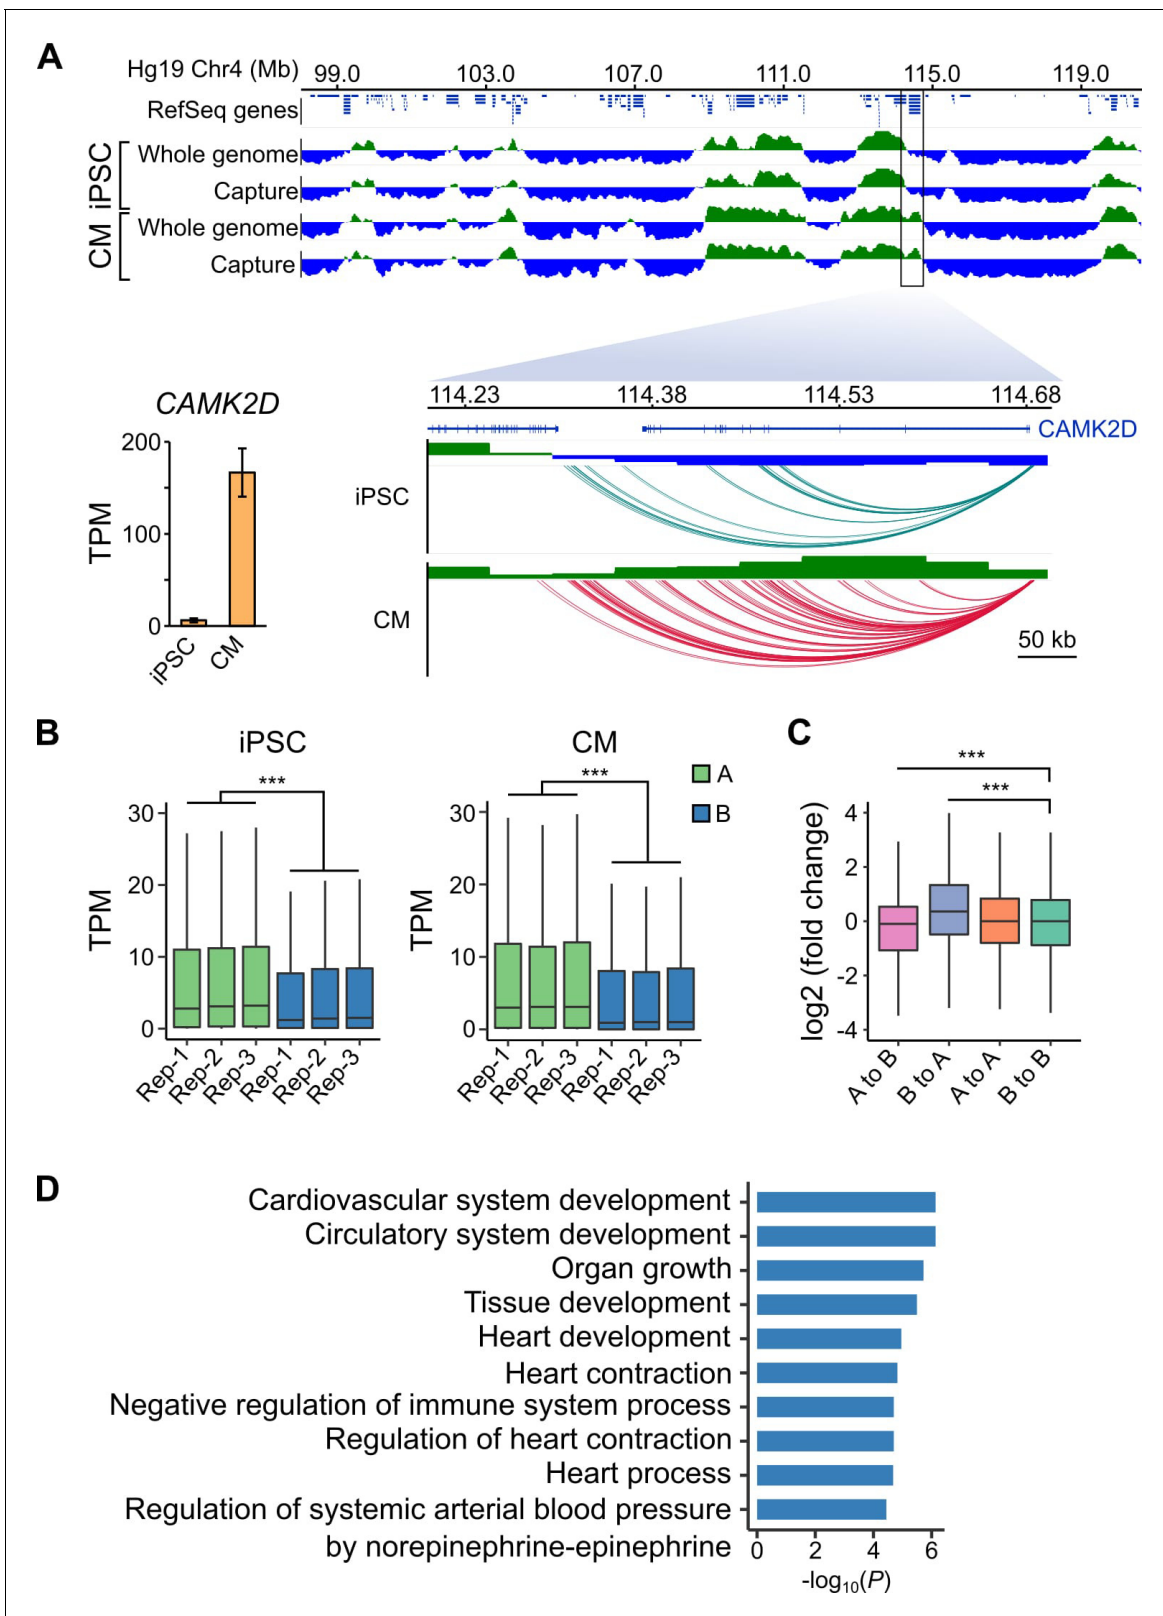 A
Hg19 Chr4 (Mb)
99.0 103.0 107.0 111.0 115.0 119.0
RefSeq genes
iPSC
Whole genome
Capture
CM
Whole genome
Capture
CAMK2D
TPM
200
100
0
iPSC
CM
114.23 114.38 114.53 114.68
CAMK2D
iPSC
CM
50 kb
B
iPSC
***
TPM
30
20
10
0
Rep-1 Rep-2 Rep-3 Rep-1 Rep-2 Rep-3
CM
***
TPM
30
20
10
0
Rep-1 Rep-2 Rep-3 Rep-1 Rep-2 Rep-3
A
B
C
***
***
log2 (fold change)
4
2
0
-2
-4
A to B
B to A
A to A
B to B
D
Cardiovascular system development
Circulatory system development
Organ growth
Tissue development
Heart development
Heart contraction
Negative regulation of immune system process
Regulation of heart contraction
Heart process
Regulation of systemic arterial blood pressure
by norepinephrine-epinephrine
0 2 4 6
-log10(P)